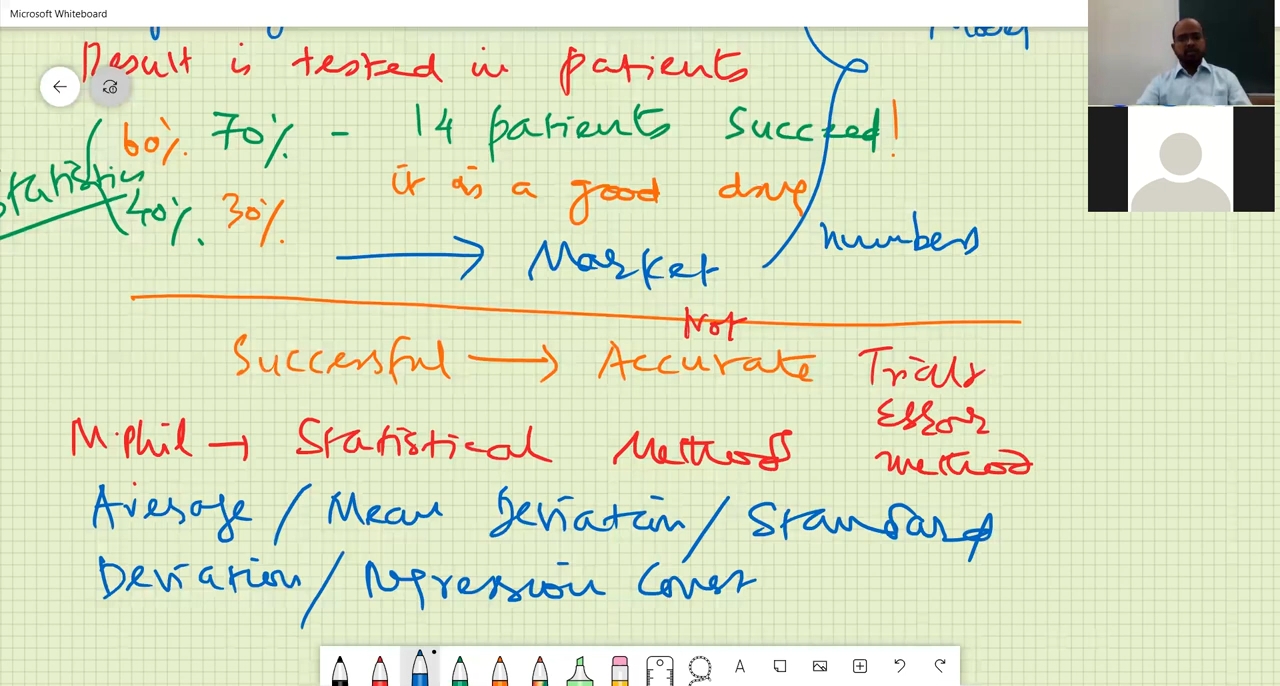 Microsoft Whiteboard
Result is tested in patients
60% 70% - 14 patients succeed!
Statistics
it is a good drug
40% 30%
numbers
Market
Not
Successful → Accurate
Trials
Error
method
M.Phil → Statistical Methods
Average / Mean Deviation / Standard
Deviation / Regression Const
A